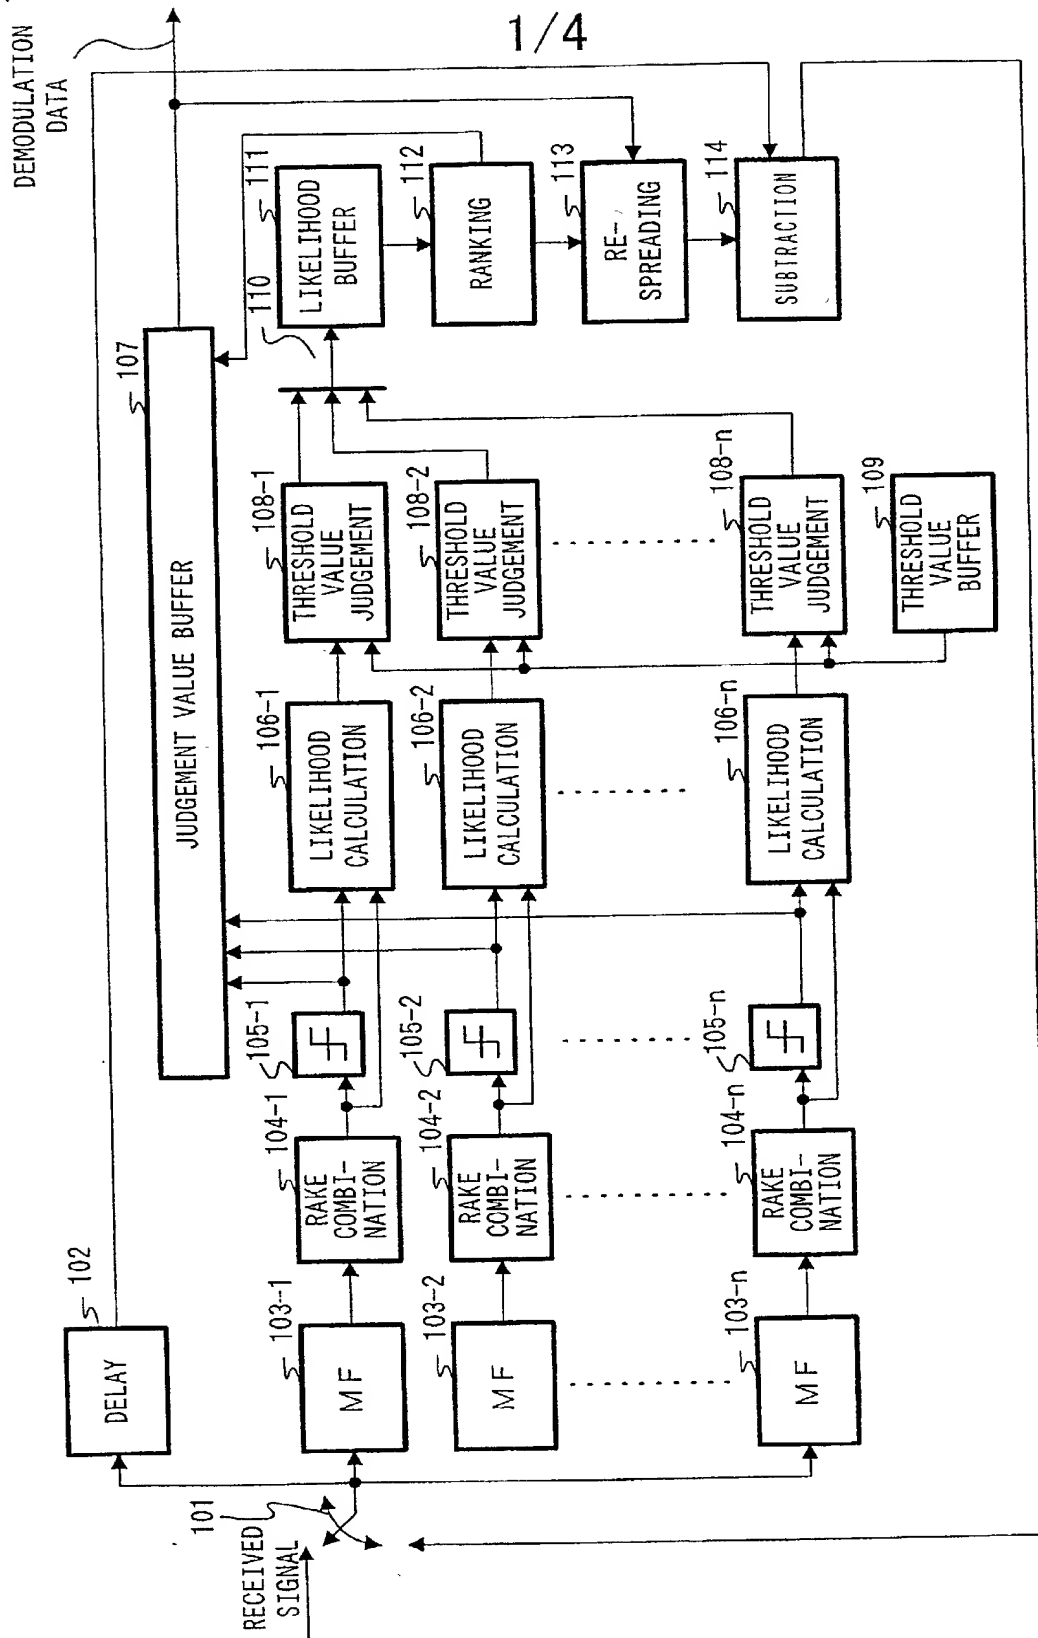 1/4
DEMODULATION
DATA
JUDGEMENT VALUE BUFFER
107
110
LIKELIHOOD
BUFFER
111
RANKING
112
RE-
SPREADING
113
SUBTRACTION
114
THRESHOLD
VALUE
JUDGEMENT
108-1
THRESHOLD
VALUE
JUDGEMENT
108-2
THRESHOLD
VALUE
JUDGEMENT
108-n
THRESHOLD
VALUE
BUFFER
109
LIKELIHOOD
CALCULATION
106-1
LIKELIHOOD
CALCULATION
106-2
LIKELIHOOD
CALCULATION
106-n
105-1
105-2
105-n
RAKE
COMBI-
NATION
104-1
RAKE
COMBI-
NATION
104-2
RAKE
COMBI-
NATION
104-n
DELAY
102
MF
103-1
MF
103-2
MF
103-n
101
RECEIVED
SIGNAL